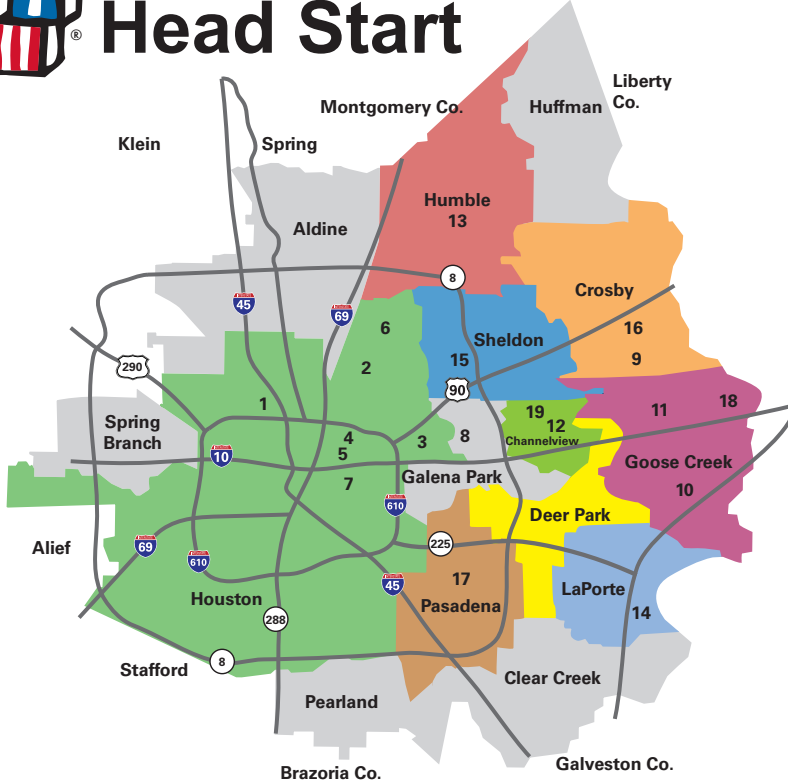 ® Head Start
Liberty
Co.
Montgomery Co.
Huffman
Klein
Spring
Humble
13
Aldine
8
Crosby
45
69
6
16
Sheldon
15
9
290
2
90
1
18
19
11
12
Spring
Branch
4
5
3
8
Channelview
10
Galena Park
Goose Creek
7
10
610
Deer Park
69
Alief
225
610
45
17
LaPorte
Houston
Pasadena
14
288
8
Stafford
Clear Creek
Pearland
Galveston Co.
Brazoria Co.